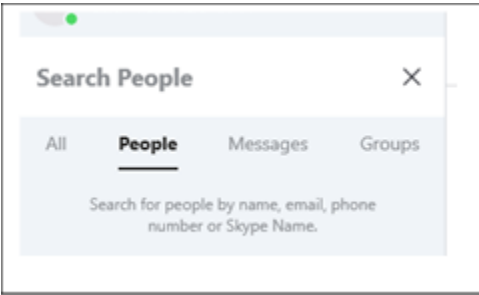 Search People
All People Messages Groups
Search for people by name, email, phone
number or Skype Name.